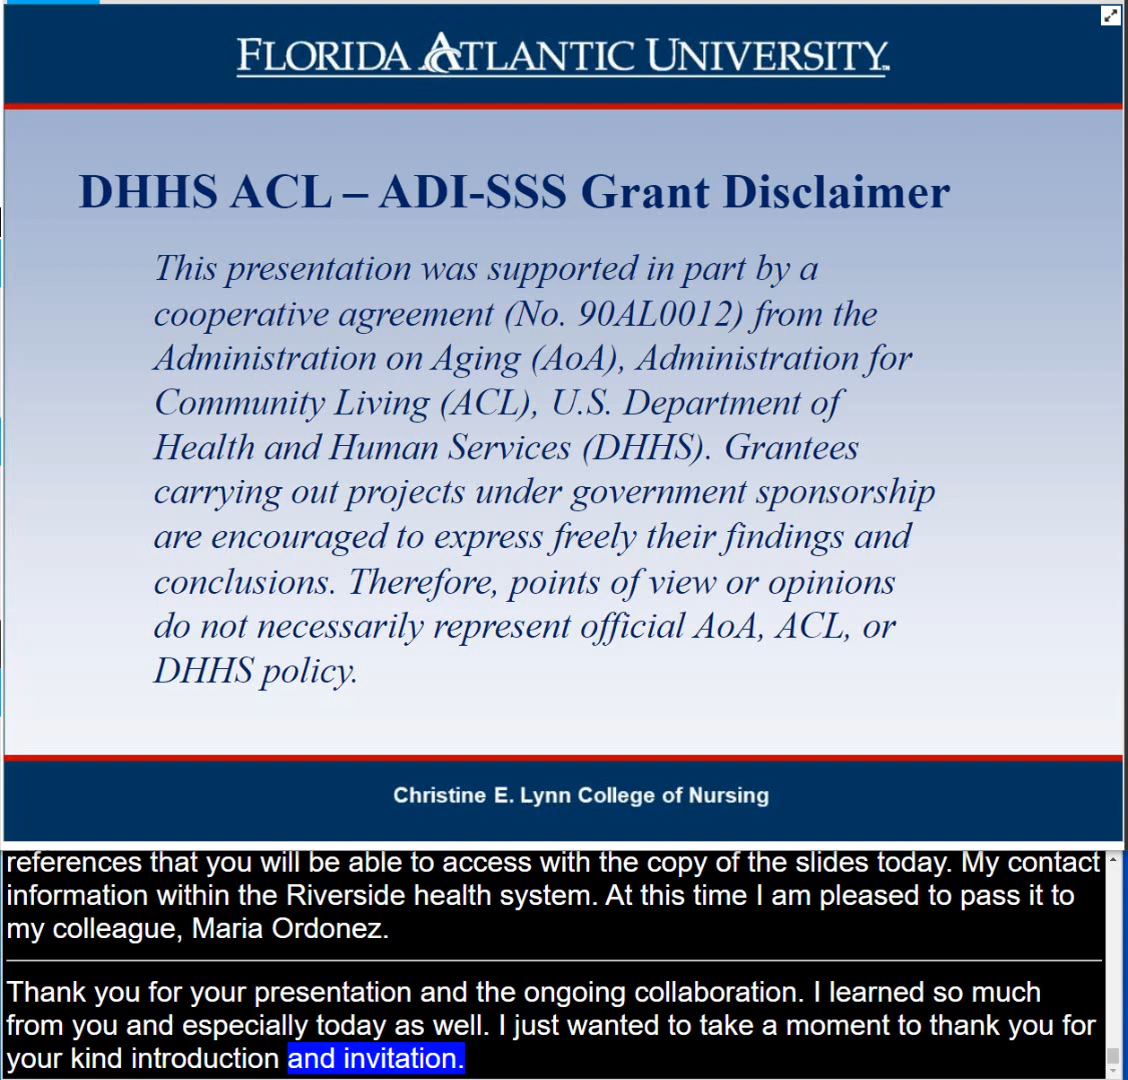 FLORIDA ATLANTIC UNIVERSITY™
DHHS ACL – ADI-SSS Grant Disclaimer
This presentation was supported in part by a
cooperative agreement (No. 90AL0012) from the
Administration on Aging (AoA), Administration for
Community Living (ACL), U.S. Department of
Health and Human Services (DHHS). Grantees
carrying out projects under government sponsorship
are encouraged to express freely their findings and
conclusions. Therefore, points of view or opinions
do not necessarily represent official AoA, ACL, or
DHHS policy.
Christine E. Lynn College of Nursing
references that you will be able to access with the copy of the slides today. My contact
information within the Riverside health system. At this time I am pleased to pass it to
my colleague, Maria Ordonez.
Thank you for your presentation and the ongoing collaboration. I learned so much
from you and especially today as well. I just wanted to take a moment to thank you for
your kind introduction and invitation.